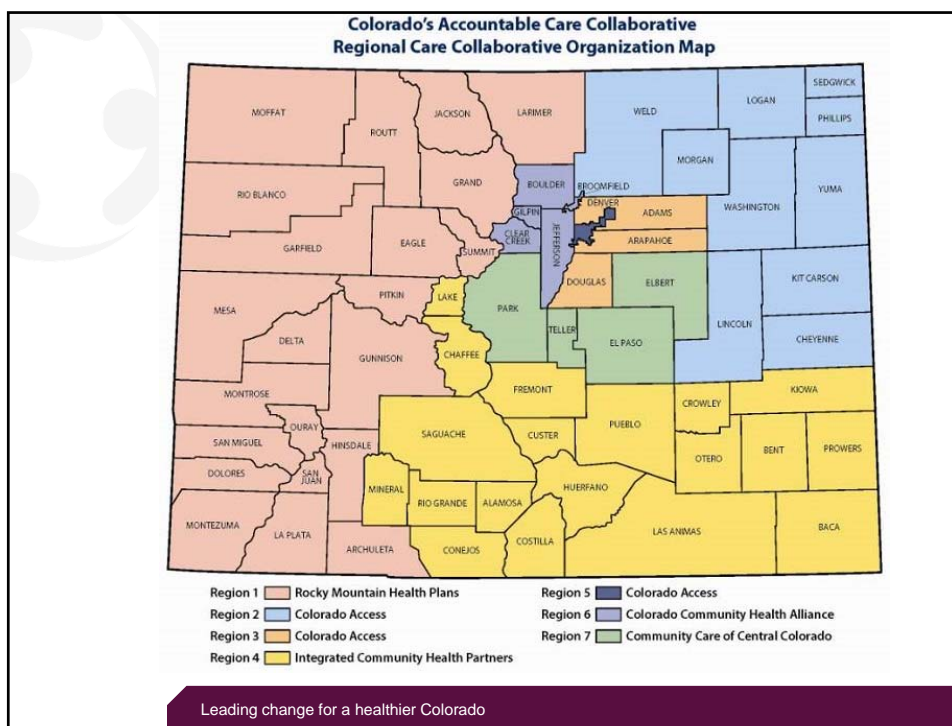 Colorado's Accountable Care Collaborative
Regional Care Collaborative Organization Map
MOFFAT
ROUTT
JACKSON
LARIMER
WELD
LOGAN
SEDGWICK
PHILLIPS
MORGAN
RIO BLANCO
GRAND
BOULDER
BROOMFIELD
WASHINGTON
YUMA
GILPIN
DENVER
ADAMS
CLEAR
CREEK
JEFFERSON
ARAPAHOE
GARFIELD
EAGLE
SUMMIT
KIT CARSON
MESA
PITKIN
LAKE
PARK
DOUGLAS
ELBERT
LINCOLN
DELTA
GUNNISON
CHAFFEE
TELLER
EL PASO
CHEYENNE
MONTROSE
FREMONT
CROWLEY
KIOWA
OURAY
SAN MIGUEL
HINSDALE
SAGUACHE
CUSTER
PUEBLO
OTERO
BENT
PROWERS
DOLORES
SAN
JUAN
MINERAL
RIO GRANDE
ALAMOSA
HUERFANO
MONTEZUMA
LA PLATA
ARCHULETA
CONEJOS
COSTILLA
LAS ANIMAS
BACA
Region 1 Rocky Mountain Health Plans
Region 2 Colorado Access
Region 3 Colorado Access
Region 4 Integrated Community Health Partners
Region 5 Colorado Access
Region 6 Colorado Community Health Alliance
Region 7 Community Care of Central Colorado
Leading change for a healthier Colorado